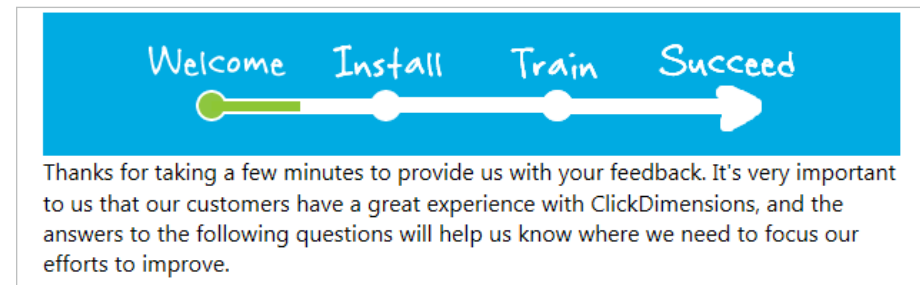 Welcome Install Train Succeed
Thanks for taking a few minutes to provide us with your feedback. It's very important
to us that our customers have a great experience with ClickDimensions, and the
answers to the following questions will help us know where we need to focus our
efforts to improve.